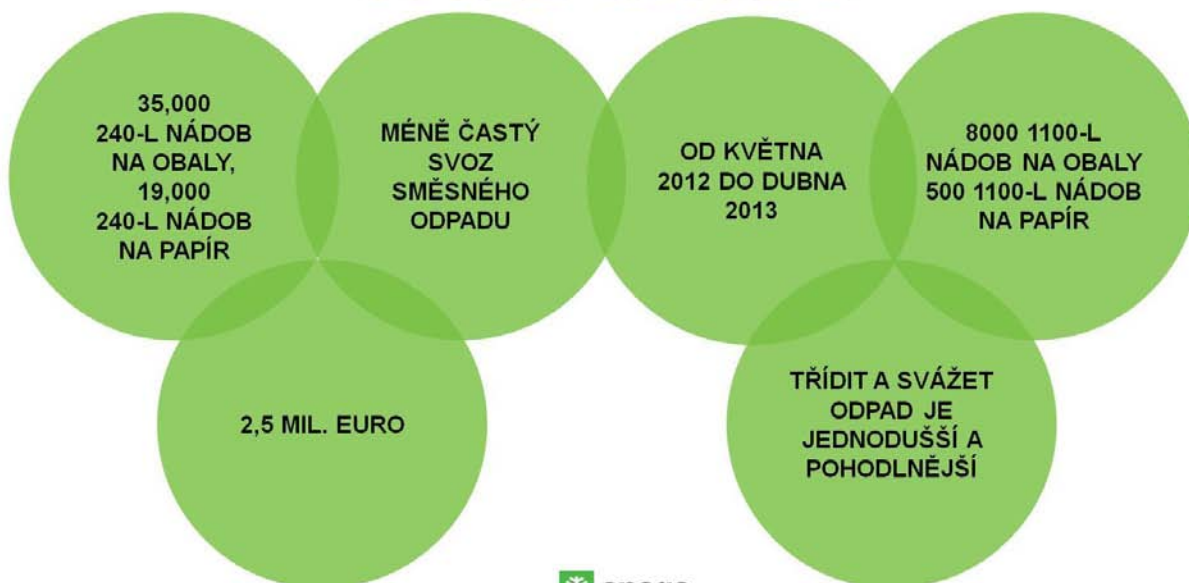 35,000
240-L NÁDOB
NA OBALY,
19,000
240-L NÁDOB
NA PAPÍR
MÉNĚ ČASTÝ
SVOZ
SMĚSNÉHO
ODPADU
OD KVĚTNA
2012 DO DUBNA
2013
8000 1100-L
NÁDOB NA OBALY
500 1100-L NÁDOB
NA PAPÍR
2,5 MIL. EURO
TŘÍDIT A SVÁŽET
ODPAD JE
JEDNODUŠŠÍ A
POHODLNĚJŠÍ